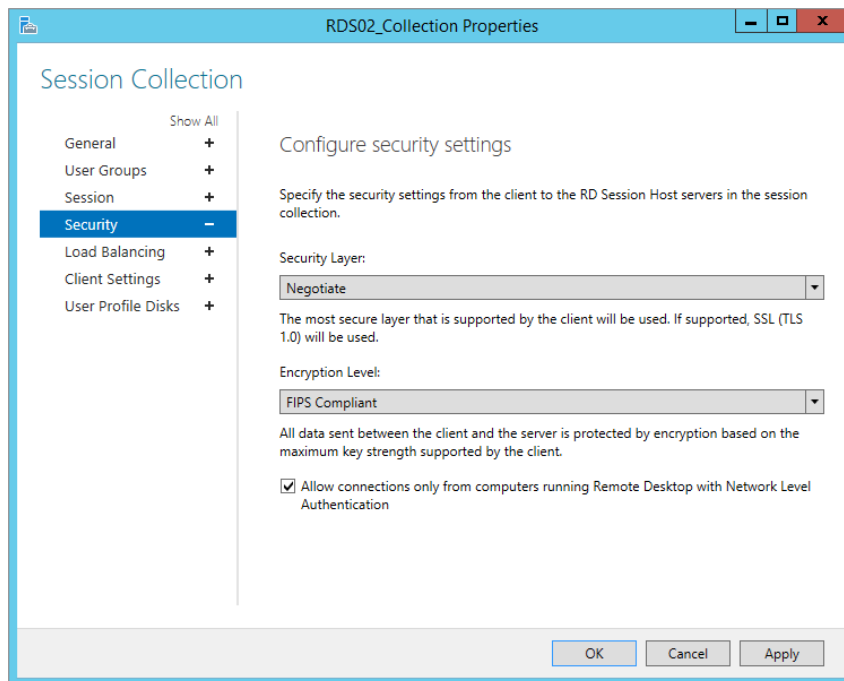 RDS02_Collection Properties
Session Collection
Show All
General +
User Groups +
Session +
Security –
Load Balancing +
Client Settings +
User Profile Disks +
Configure security settings
Specify the security settings from the client to the RD Session Host servers in the session
collection.
Security Layer:
Negotiate
The most secure layer that is supported by the client will be used. If supported, SSL (TLS
1.0) will be used.
Encryption Level:
FIPS Compliant
All data sent between the client and the server is protected by encryption based on the
maximum key strength supported by the client.
Allow connections only from computers running Remote Desktop with Network Level
Authentication
OK
Cancel
Apply